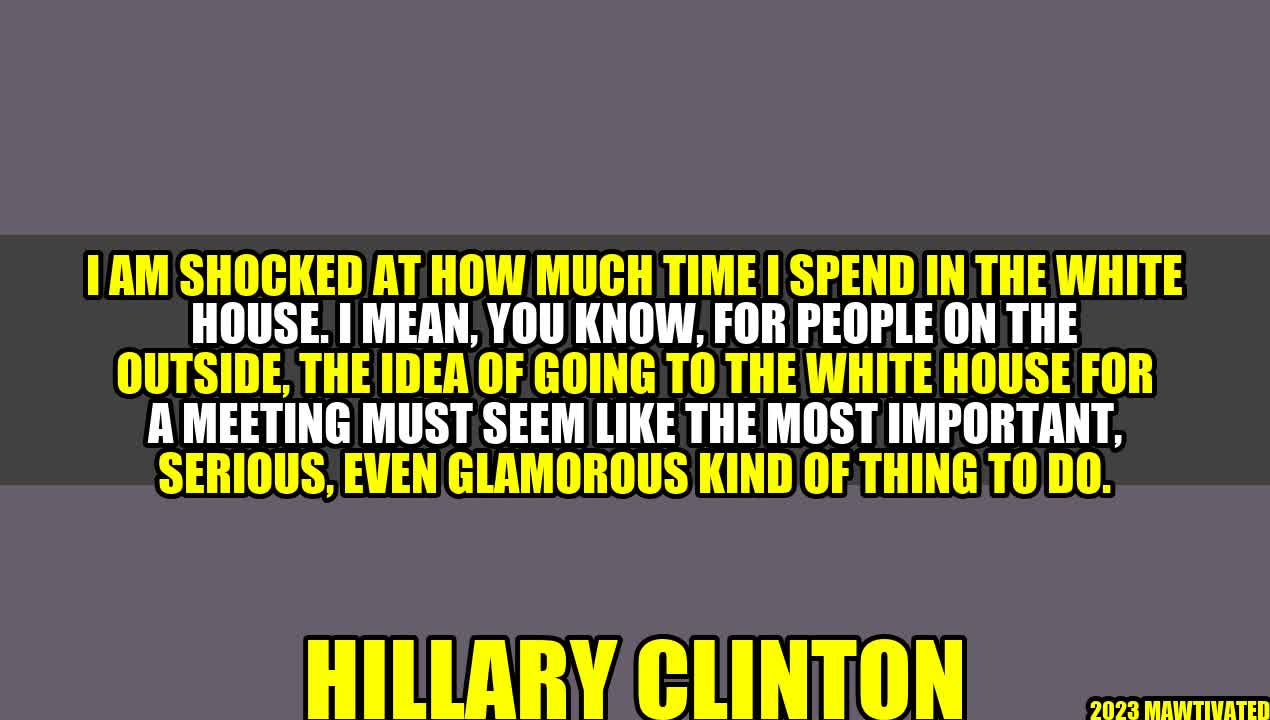 I AM SHOCKED AT HOW MUCH TIME I SPEND IN THE WHITE
HOUSE. I MEAN, YOU KNOW, FOR PEOPLE ON THE
OUTSIDE, THE IDEA OF GOING TO THE WHITE HOUSE FOR
A MEETING MUST SEEM LIKE THE MOST IMPORTANT,
SERIOUS, EVEN GLAMOROUS KIND OF THING TO DO.
HILLARY CLINTON
2023 MAWTIVATED